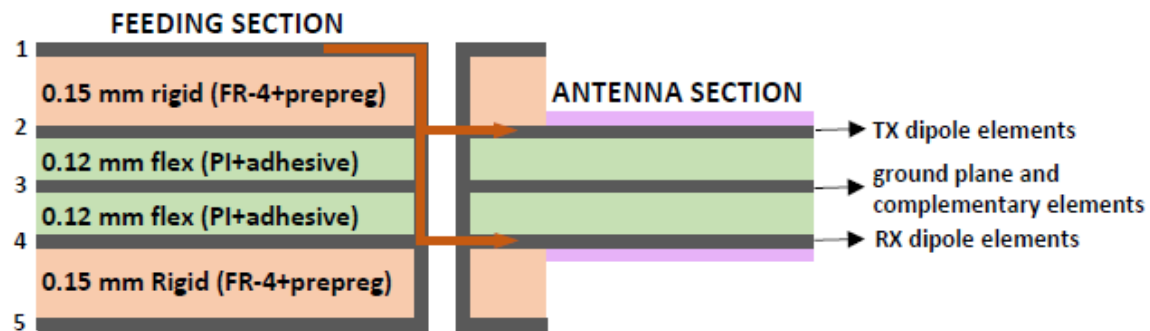 FEEDING SECTION
1
0.15 mm rigid (FR-4+prepreg)
ANTENNA SECTION
2
TX dipole elements
0.12 mm flex (PI+adhesive)
3
ground plane and
complementary elements
0.12 mm flex (PI+adhesive)
4
RX dipole elements
0.15 mm Rigid (FR-4+prepreg)
5